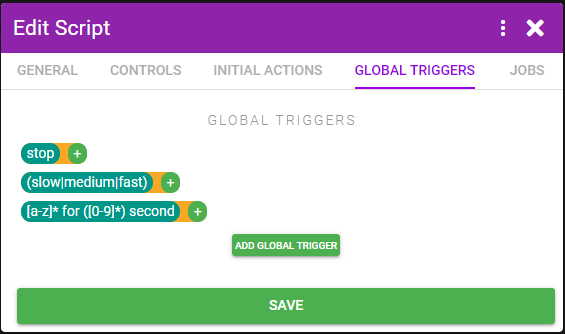 Edit Script
GENERAL CONTROLS INITIAL ACTIONS GLOBAL TRIGGERS JOBS
GLOBAL TRIGGERS
stop +
(slow|medium|fast) +
[a-z]* for ([0-9]*) second +
ADD GLOBAL TRIGGER
SAVE